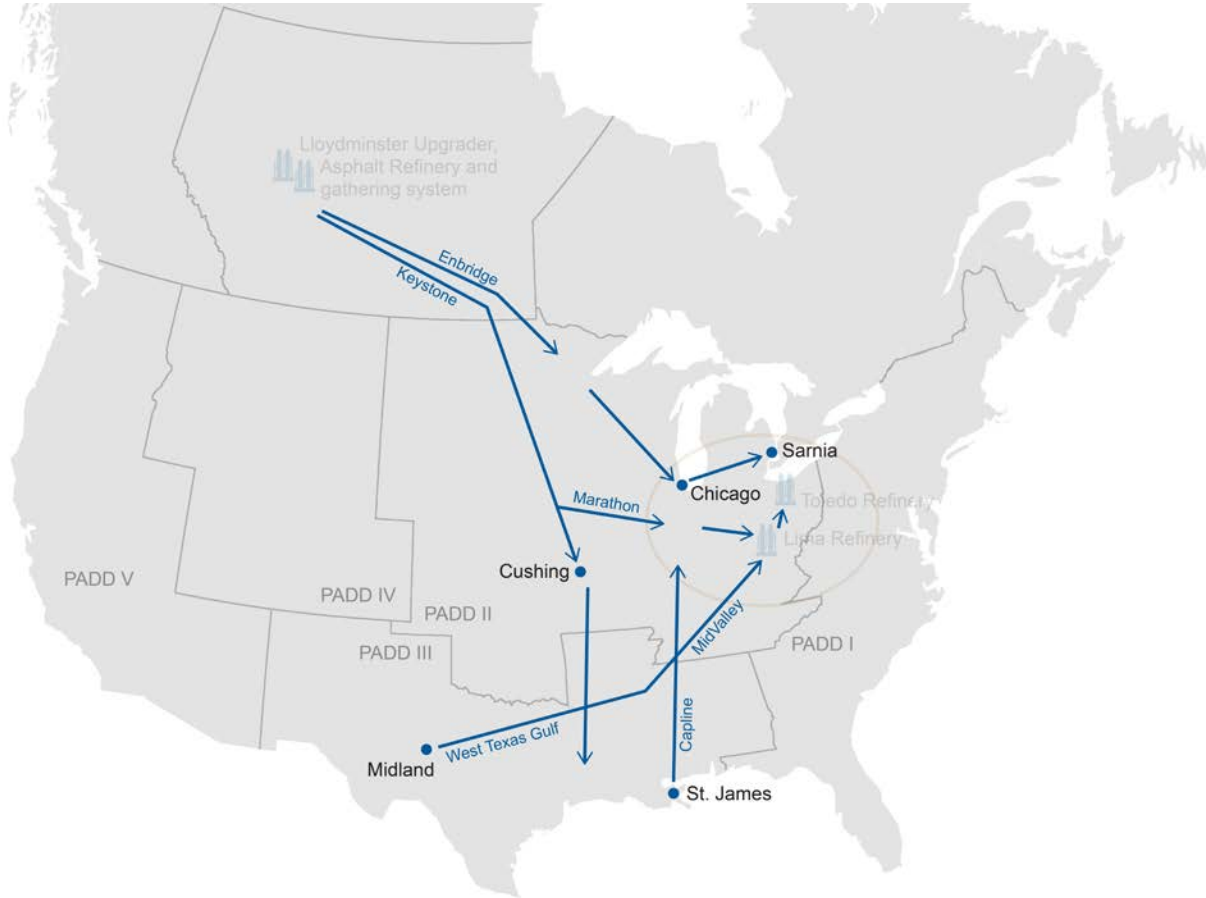 Lloydminster Upgrader,
Asphalt Refinery and
gathering system
Enbridge
Keystone
Sarnia
Chicago
Toledo Refinery
Marathon
Lima Refinery
Cushing
PADD V
PADD IV
PADD II
PADD III
MidValley
PADD I
Capline
West Texas Gulf
Midland
St. James